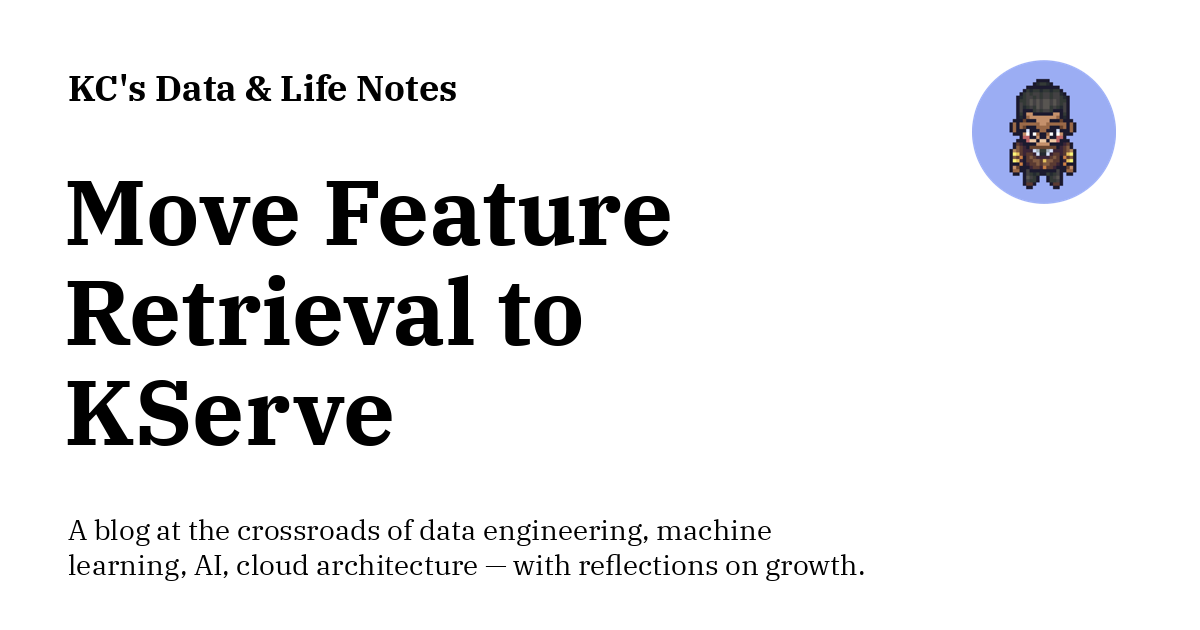 KC's Data & Life Notes
Move Feature
Retrieval to
KServe
A blog at the crossroads of data engineering, machine
learning, AI, cloud architecture — with reflections on growth.